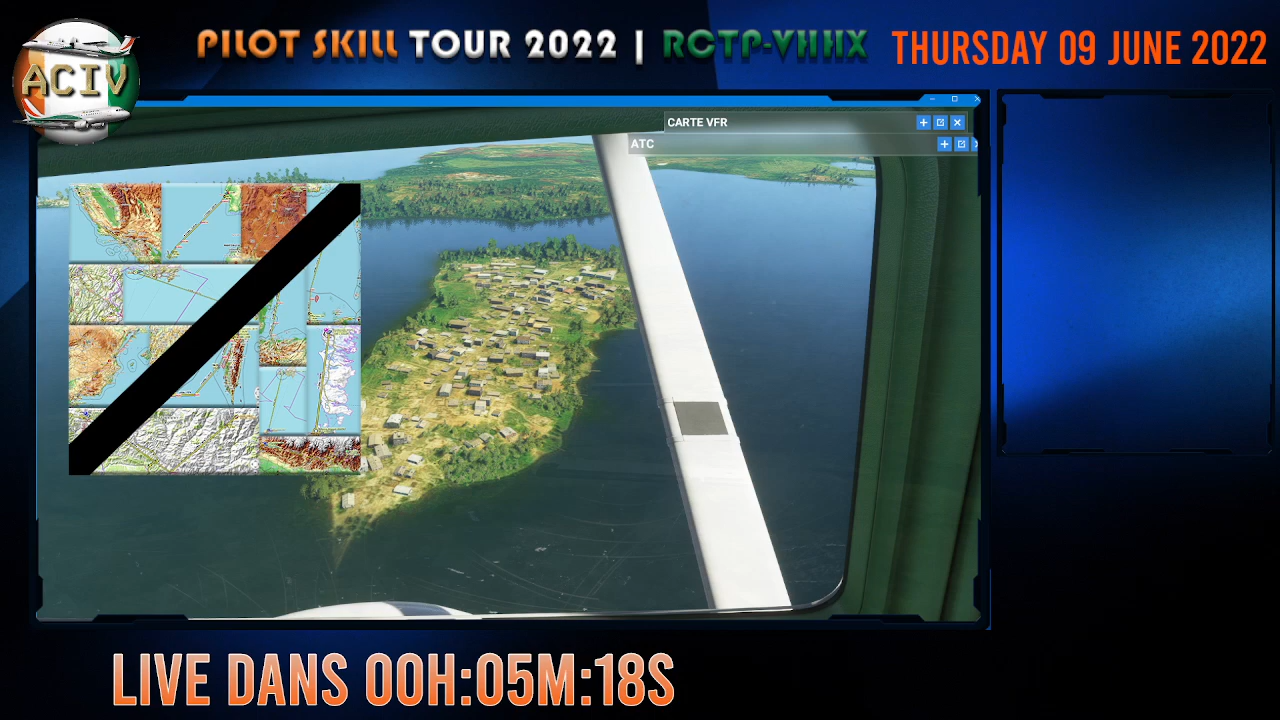 PILOT SKILL TOUR 2022 | RCTP-VHHX
THURSDAY 09 JUNE 2022
ACIV
CARTE VFR
ATC
LIVE DANS 00H:05M:18S